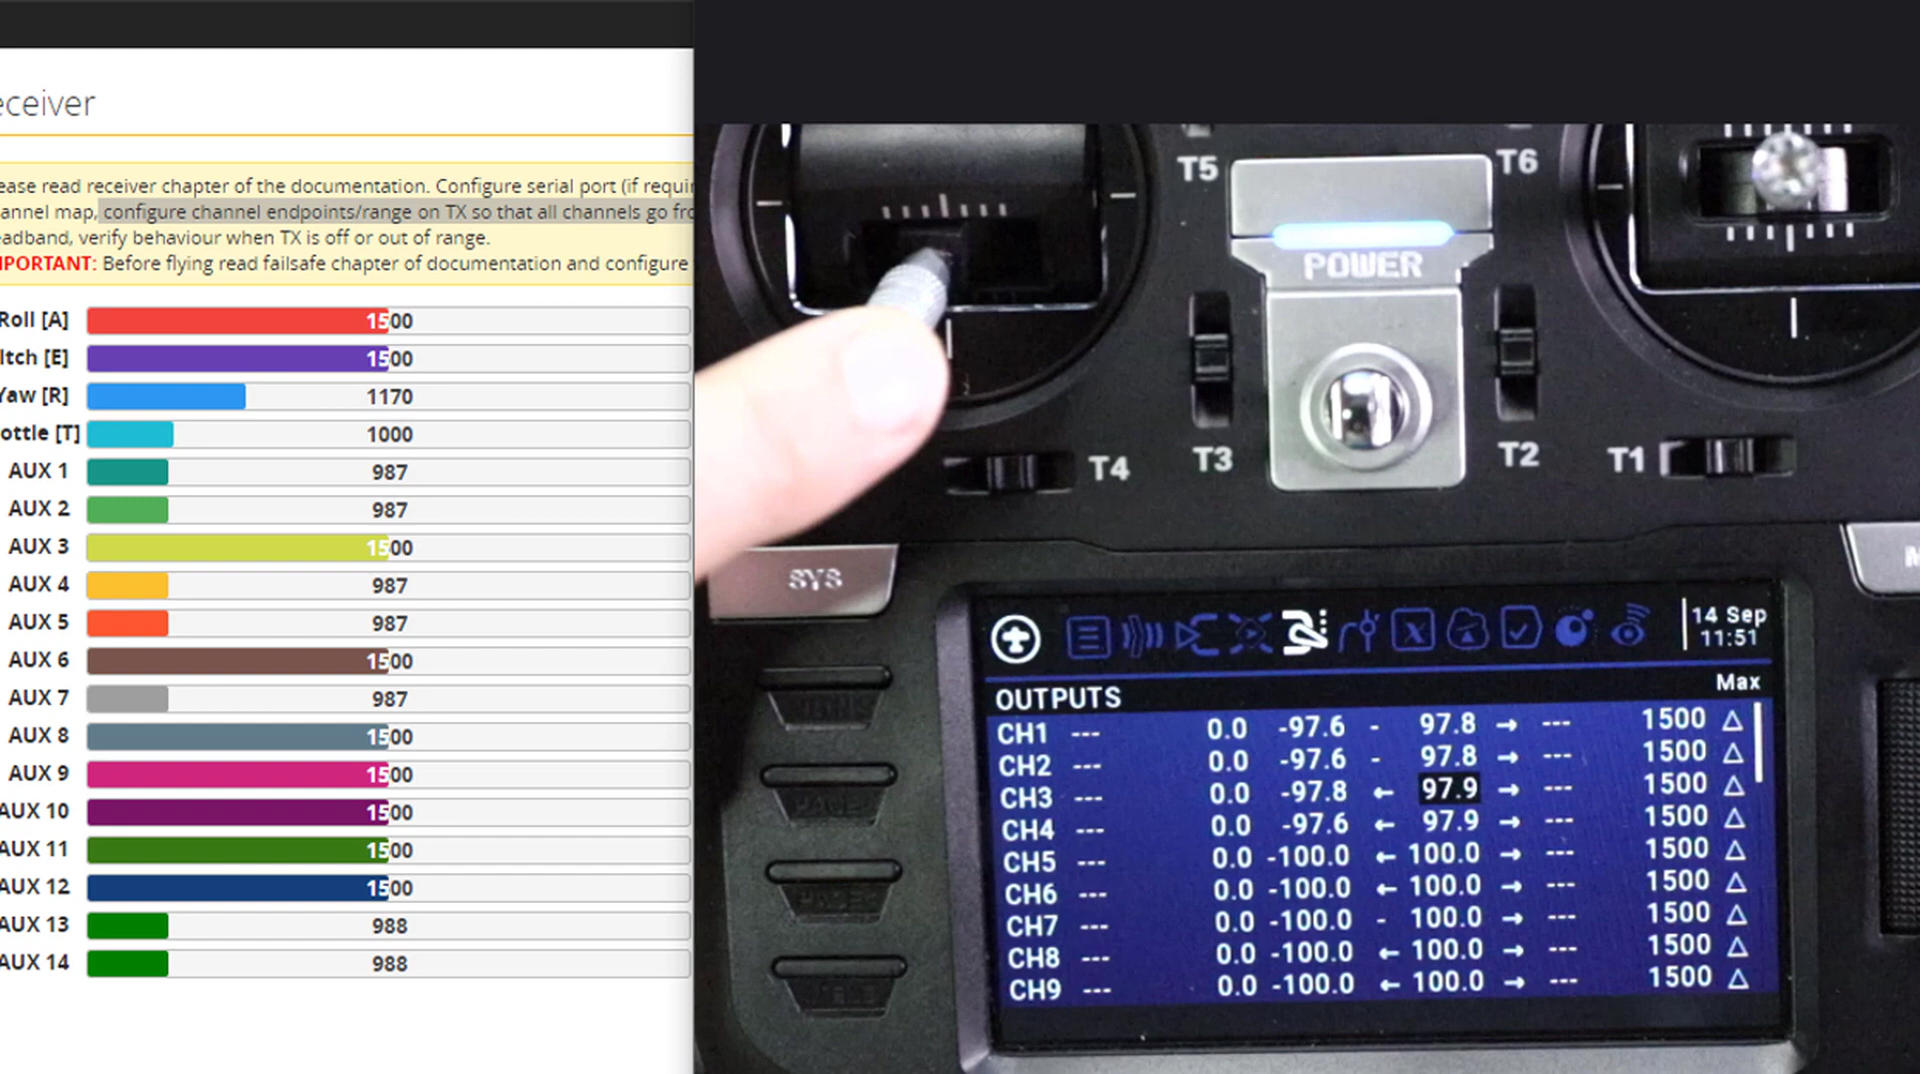 eceiver
ease read receiver chapter of the documentation. Configure serial port (if requi
annel map, configure channel endpoints/range on TX so that all channels go fro
eadband, verify behaviour when TX is off or out of range.
MPORTANT: Before flying read failsafe chapter of documentation and configure
Roll [A] 1500
itch [E] 1500
Yaw [R] 1170
ottle [T] 1000
AUX 1 987
AUX 2 987
AUX 3 1500
AUX 4 987
AUX 5 987
AUX 6 1500
AUX 7 987
AUX 8 1500
AUX 9 1500
AUX 10 1500
AUX 11 1500
AUX 12 1500
AUX 13 988
AUX 14 988
T5
T6
POWER
T4
T3
T2
T1
SYS
M
14 Sep
11:51
OUTPUTS Max
CH1 --- 0.0 -97.6 - 97.8 → --- 1500 Δ
CH2 --- 0.0 -97.6 - 97.8 → --- 1500 Δ
CH3 --- 0.0 -97.8 ← 97.9 → --- 1500 Δ
CH4 --- 0.0 -97.6 ← 97.9 → --- 1500 Δ
CH5 --- 0.0 -100.0 ← 100.0 → --- 1500 Δ
CH6 --- 0.0 -100.0 ← 100.0 → --- 1500 Δ
CH7 --- 0.0 -100.0 - 100.0 → --- 1500 Δ
CH8 --- 0.0 -100.0 ← 100.0 → --- 1500 Δ
CH9 --- 0.0 -100.0 ← 100.0 → --- 1500 Δ